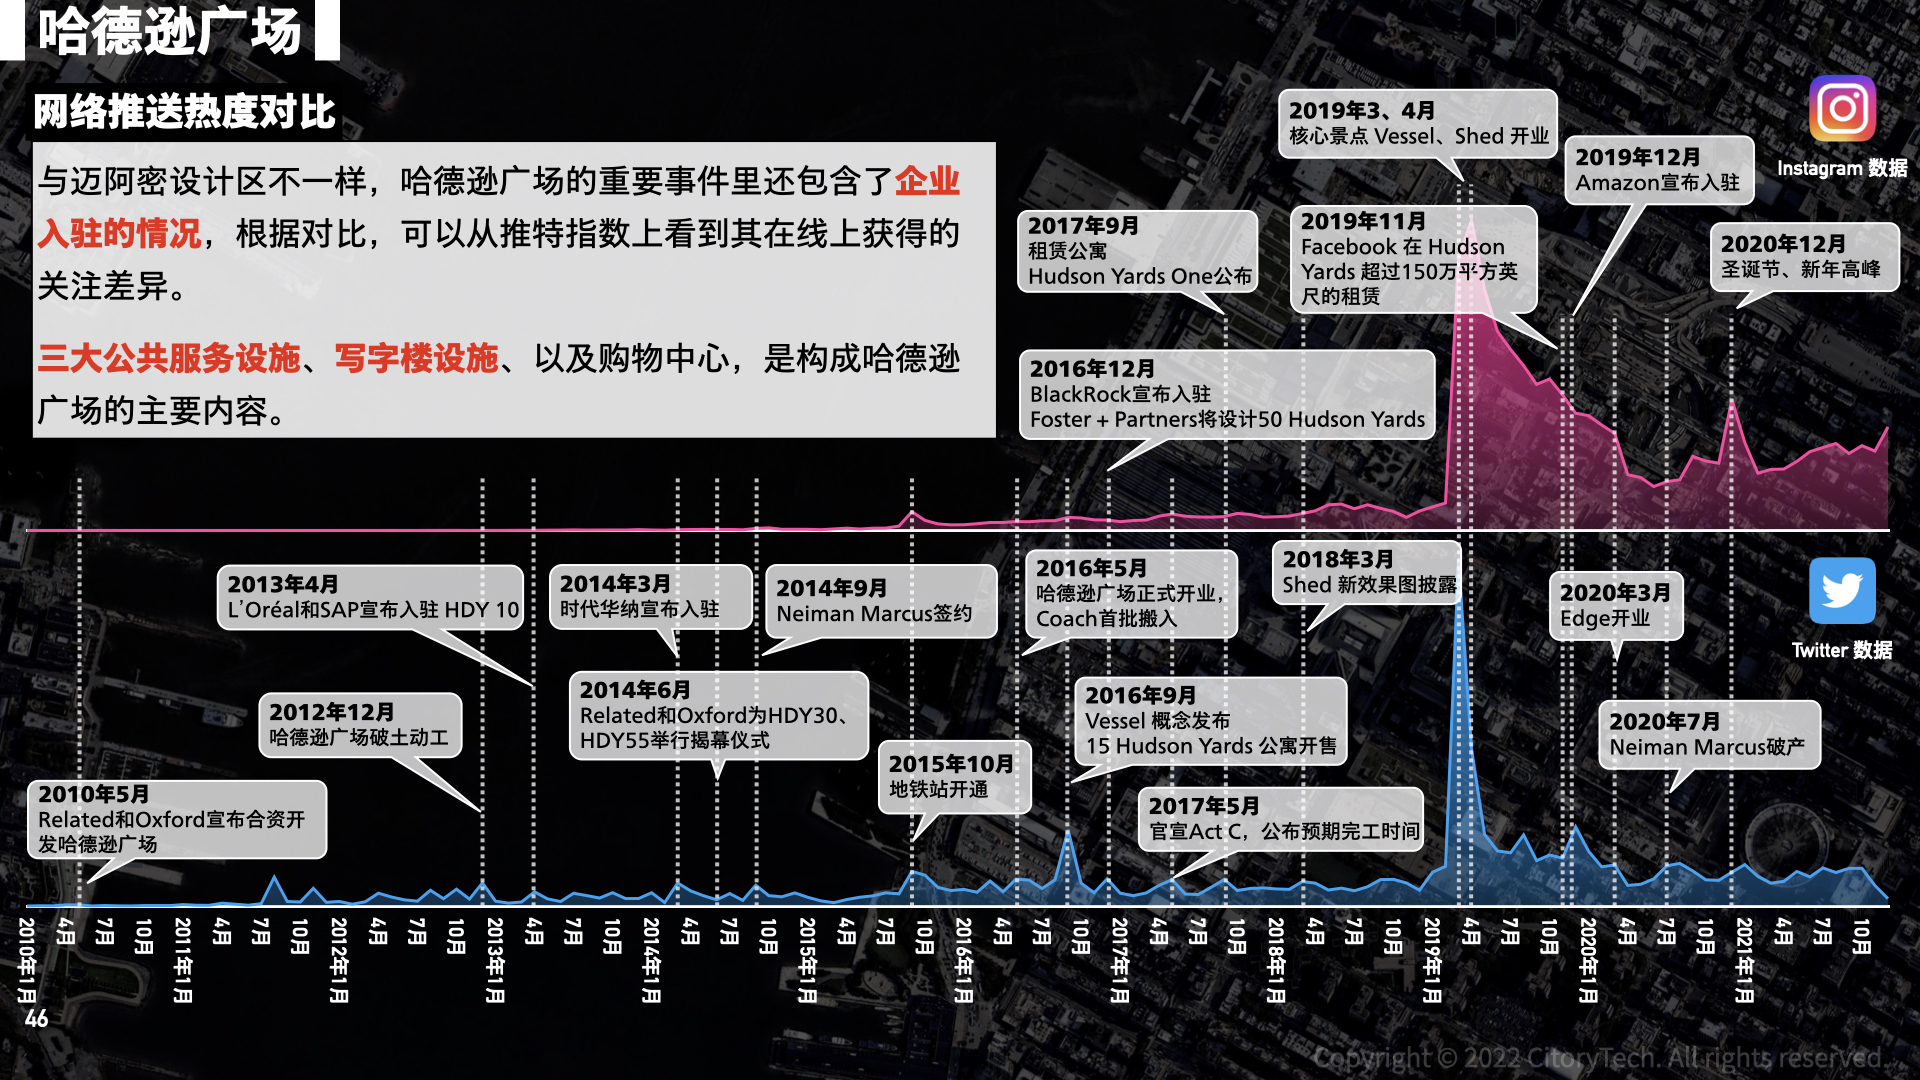 哈德逊广场
网络推送热度对比
与迈阿密设计区不一样，哈德逊广场的重要事件里还包含了企业
入驻的情况，根据对比，可以从推特指数上看到其在线上获得的
关注差异。
三大公共服务设施、写字楼设施、以及购物中心，是构成哈德逊
广场的主要内容。
2019年3、4月
核心景点 Vessel、Shed 开业
2019年12月
Amazon宣布入驻
Instagram 数据
2017年9月
租赁公寓
Hudson Yards One公布
2019年11月
Facebook 在 Hudson
Yards 超过150万平方英
尺的租赁
2020年12月
圣诞节、新年高峰
2016年12月
BlackRock宣布入驻
Foster + Partners将设计50 Hudson Yards
2013年4月
L'Oréal和SAP宣布入驻 HDY 10
2014年3月
时代华纳宣布入驻
2014年9月
Neiman Marcus签约
2016年5月
哈德逊广场正式开业，
Coach首批搬入
2018年3月
Shed 新效果图披露
2020年3月
Edge开业
Twitter 数据
2012年12月
哈德逊广场破土动工
2014年6月
Related和Oxford为HDY30、
HDY55举行揭幕仪式
2016年9月
Vessel 概念发布
15 Hudson Yards 公寓开售
2020年7月
Neiman Marcus破产
2015年10月
地铁站开通
2010年5月
Related和Oxford宣布合资开
发哈德逊广场
2017年5月
官宣Act C，公布预期完工时间
2010年1月
4月
7月
10月
2011年1月
4月
7月
10月
2012年1月
4月
7月
10月
2013年1月
4月
7月
10月
2014年1月
4月
7月
10月
2015年1月
4月
7月
10月
2016年1月
4月
7月
10月
2017年1月
4月
7月
10月
2018年1月
4月
7月
10月
2019年1月
4月
7月
10月
2020年1月
4月
7月
10月
2021年1月
4月
7月
10月
46
Copyright © 2022 CitoryTech. All rights reserved.